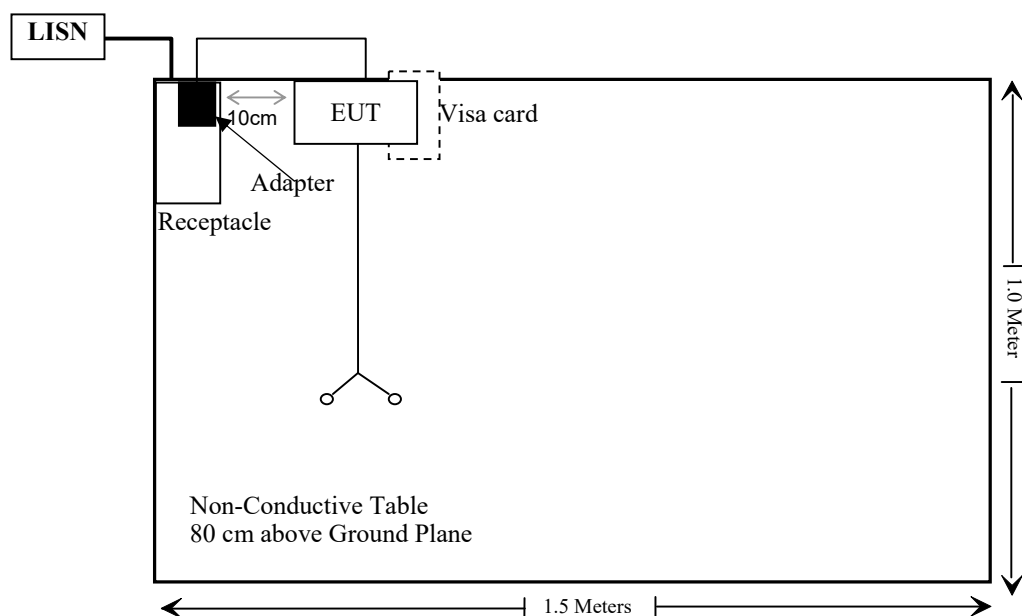 LISN
EUT
10cm
Visa card
Adapter
Receptacle
1.0 Meter
Non-Conductive Table
80 cm above Ground Plane
1.5 Meters